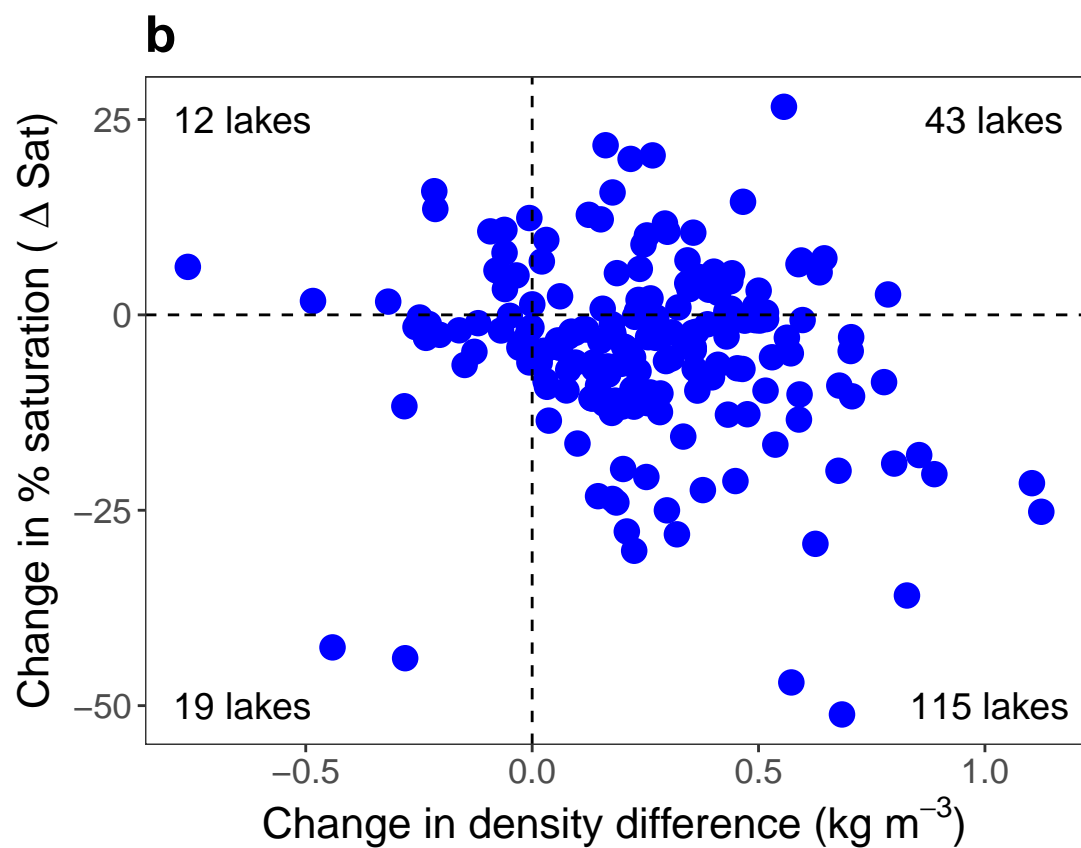 b
12 lakes
43 lakes
25
0
−25
−50
Change in % saturation ( Δ Sat)
19 lakes
115 lakes
−0.5
0.0
0.5
1.0
Change in density difference (kg m⁻³)